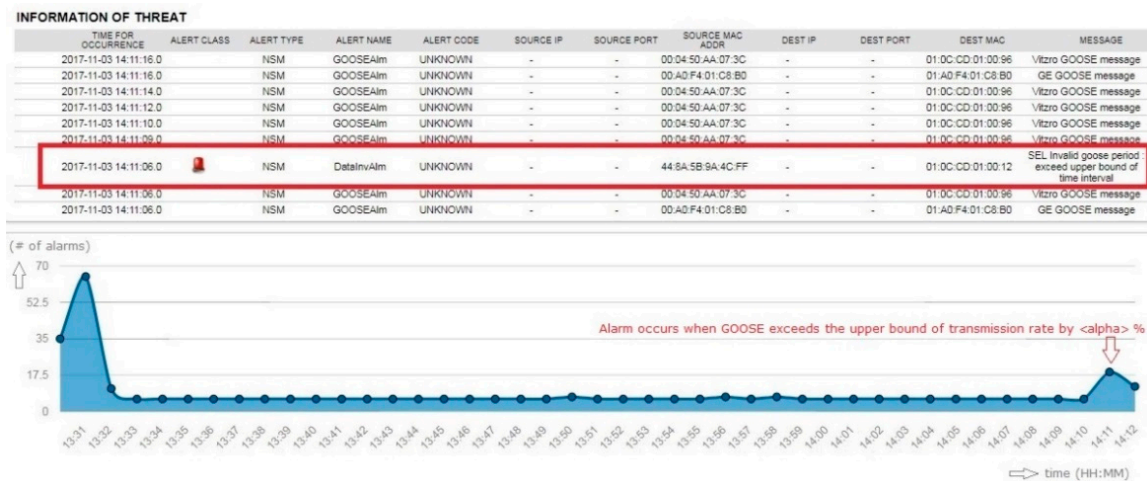 INFORMATION OF THREAT
TIME FOR OCCURRENCE ALERT CLASS ALERT TYPE ALERT NAME ALERT CODE SOURCE IP SOURCE PORT SOURCE MAC ADDR DEST IP DEST PORT DEST MAC MESSAGE
2017-11-03 14:11:16.0 NSM GOOSEAlm UNKNOWN - - 00:04:50:AA:07:3C - - 01:0C:CD:01:00:96 Vitzro GOOSE message
2017-11-03 14:11:16.0 NSM GOOSEAlm UNKNOWN - - 00:A0:F4:01:C8:B0 - - 01:A0:F4:01:C8:B0 GE GOOSE message
2017-11-03 14:11:14.0 NSM GOOSEAlm UNKNOWN - - 00:04:50:AA:07:3C - - 01:0C:CD:01:00:96 Vitzro GOOSE message
2017-11-03 14:11:12.0 NSM GOOSEAlm UNKNOWN - - 00:04:50:AA:07:3C - - 01:0C:CD:01:00:96 Vitzro GOOSE message
2017-11-03 14:11:10.0 NSM GOOSEAlm UNKNOWN - - 00:04:50:AA:07:3C - - 01:0C:CD:01:00:96 Vitzro GOOSE message
2017-11-03 14:11:09.0 NSM GOOSEAlm UNKNOWN - - 00:04:50:AA:07:3C - - 01:0C:CD:01:00:96 Vitzro GOOSE message
2017-11-03 14:11:06.0 NSM DataInvAlm UNKNOWN - - 44:8A:5B:9A:4C:FF - - 01:0C:CD:01:00:12 SEL Invalid goose period : exceed upper bound of time interval
2017-11-03 14:11:06.0 NSM GOOSEAlm UNKNOWN - - 00:04:50:AA:07:3C - - 01:0C:CD:01:00:96 Vitzro GOOSE message
2017-11-03 14:11:06.0 NSM GOOSEAlm UNKNOWN - - 00:A0:F4:01:C8:B0 - - 01:A0:F4:01:C8:B0 GE GOOSE message
(# of alarms)
70
52.5
Alarm occurs when GOOSE exceeds the upper bound of transmission rate by <alpha> %
35
17.5
0
13:31 13:32 13:33 13:34 13:35 13:36 13:37 13:38 13:39 13:40 13:41 13:42 13:43 13:44 13:45 13:46 13:47 13:48 13:49 13:50 13:51 13:52 13:53 13:54 13:55 13:56 13:57 13:58 13:59 14:00 14:01 14:02 14:03 14:04 14:05 14:06 14:07 14:08 14:09 14:10 14:11 14:12
time (HH:MM)